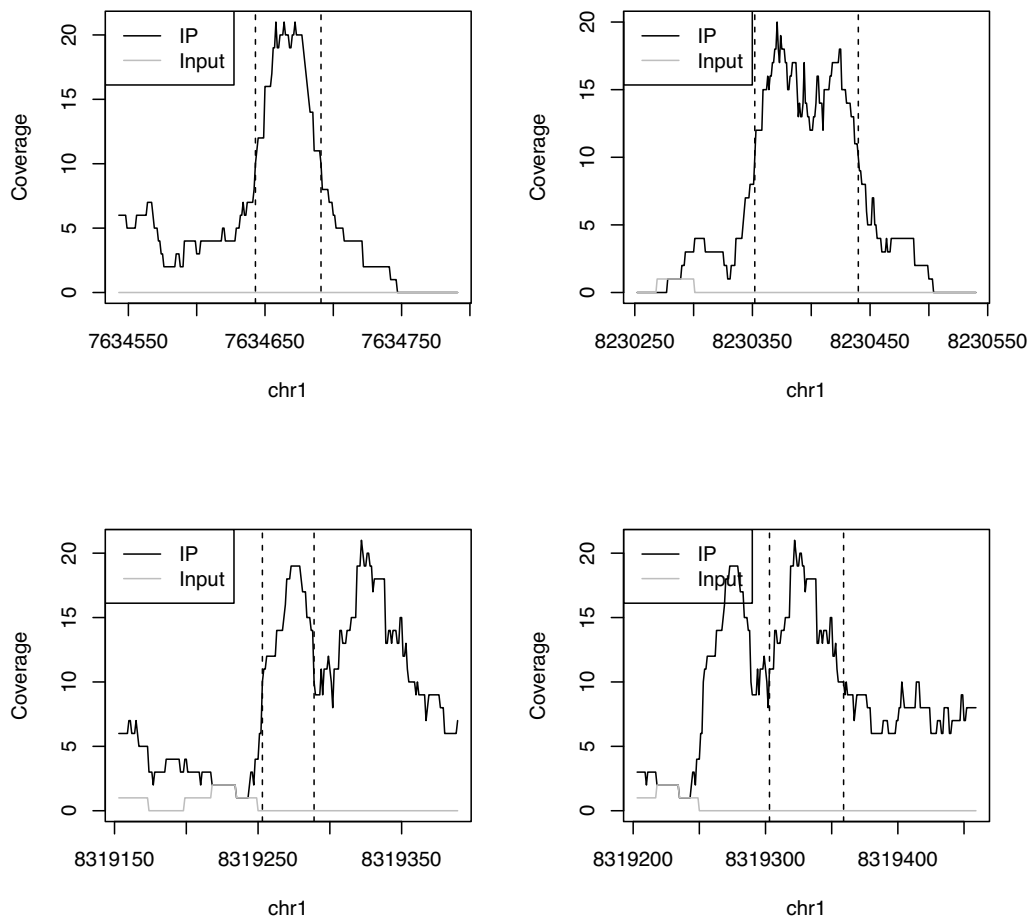 IP
Input
Coverage
20
15
10
5
0
7634550
7634650
7634750
chr1
IP
Input
Coverage
20
15
10
5
0
8230250
8230350
8230450
8230550
chr1
IP
Input
Coverage
20
15
10
5
0
8319150
8319250
8319350
chr1
IP
Input
Coverage
20
15
10
5
0
8319200
8319300
8319400
chr1